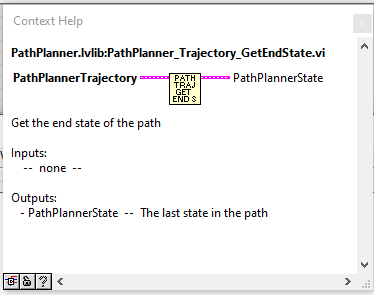 Context Help
PathPlanner.lvlib:PathPlanner_Trajectory_GetEndState.vi
PathPlannerTrajectory PathPlannerState
PATH
TRAJ
GET
END S
Get the end state of the path
Inputs:
-- none --
Outputs:
- PathPlannerState -- The last state in the path
?